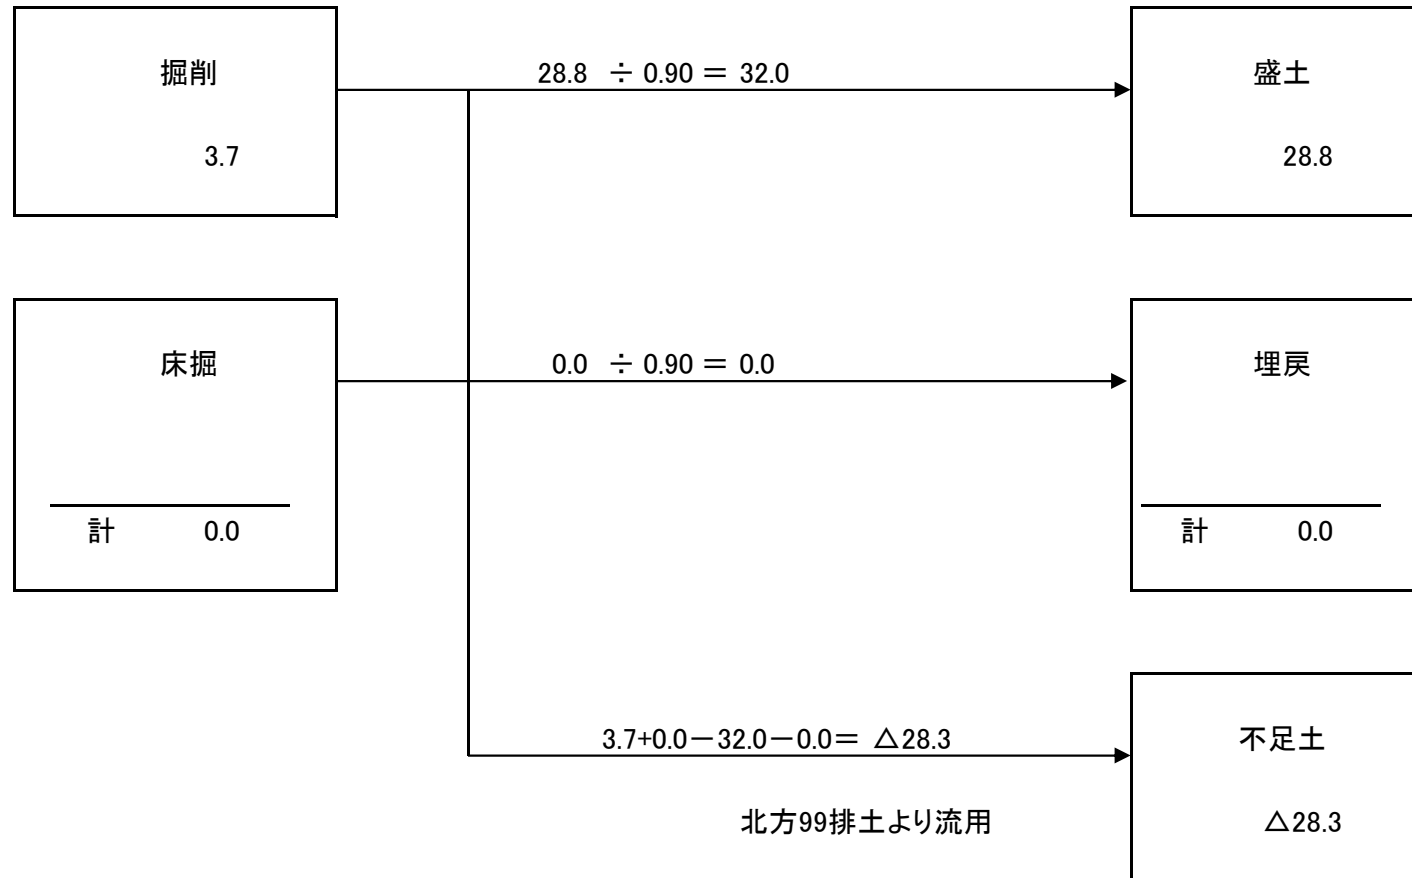 掘削
28.8 ÷ 0.90 ＝ 32.0
盛土
3.7
28.8
床掘
0.0 ÷ 0.90 ＝ 0.0
埋戻
計 0.0
計 0.0
3.7+0.0－32.0－0.0＝ △28.3
不足土
北方99排土より流用
△28.3